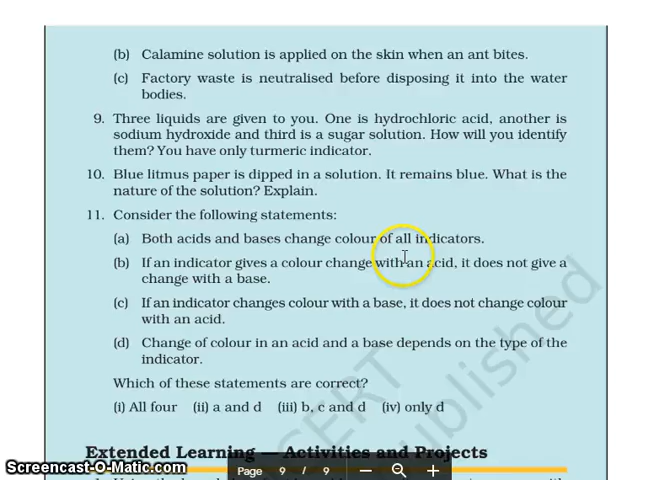 (b) Calamine solution is applied on the skin when an ant bites.
(c) Factory waste is neutralised before disposing it into the water
bodies.
9. Three liquids are given to you. One is hydrochloric acid, another is
sodium hydroxide and third is a sugar solution. How will you identify
them? You have only turmeric indicator.
10. Blue litmus paper is dipped in a solution. It remains blue. What is the
nature of the solution? Explain.
11. Consider the following statements:
(a) Both acids and bases change colour of all indicators.
(b) If an indicator gives a colour change with an acid, it does not give a
change with a base.
(c) If an indicator changes colour with a base, it does not change colour
with an acid.
(d) Change of colour in an acid and a base depends on the type of the
indicator.
Which of these statements are correct?
(i) All four (ii) a and d (iii) b, c and d (iv) only d
Extended Learning — Activities and Projects
Screencast-O-Matic.com
Page 9 / 9